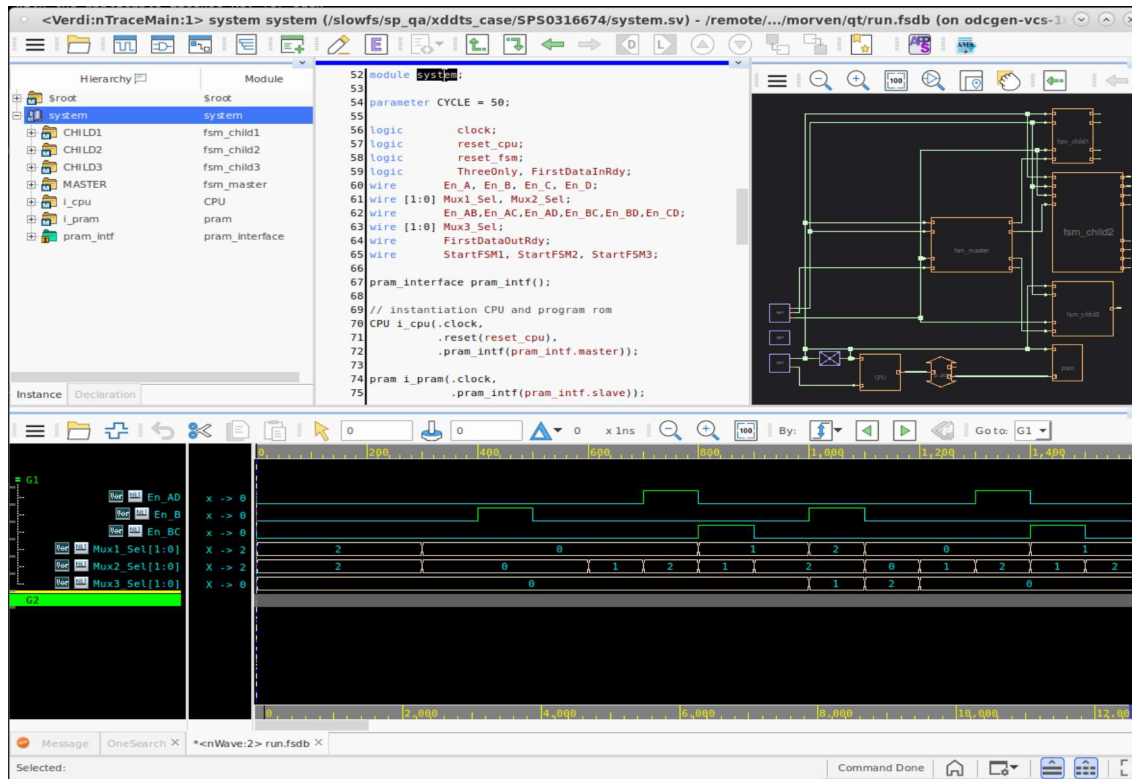 <Verdi:nTraceMain:1> system system (/slowfs/sp_qa/xddts_case/SPS0316674/system.sv) - /remote/.../morven/qt/run.fsdb (on odcgen-vcs-1
Hierarchy Module
$root $root
system system
CHILD1 fsm_child1
CHILD2 fsm_child2
CHILD3 fsm_child3
MASTER fsm_master
i_cpu CPU
i_pram pram
pram_intf pram_interface
Instance Declaration
52 module system;
53
54 parameter CYCLE = 50;
55
56 logic clock;
57 logic reset_cpu;
58 logic reset_fsm;
59 logic ThreeOnly, FirstDataInRdy;
60 wire En_A, En_B, En_C, En_D;
61 wire [1:0] Mux1_Sel, Mux2_Sel;
62 wire En_AB,En_AC,En_AD,En_BC,En_BD,En_CD;
63 wire [1:0] Mux3_Sel;
64 wire FirstDataOutRdy;
65 wire StartFSM1, StartFSM2, StartFSM3;
66
67 pram_interface pram_intf();
68
69 // instantiation CPU and program rom
70 CPU i_cpu(.clock,
71 .reset(reset_cpu),
72 .pram_intf(pram_intf.master));
73
74 pram i_pram(.clock,
75 .pram_intf(pram_intf.slave));
100
fsm_child1
fsm_child2
fsm_master
fsm_child3
CPU
pram
0 0 0 x 1ns 100 By: Go to: G1
0 200 400 600 800 1,000 1,200 1,400
G1
En_AD x -> 0
En_B x -> 0
En_BC x -> 0
Mux1_Sel[1:0] X -> 2 2 0 1 2 0 1
Mux2_Sel[1:0] X -> 2 2 0 1 2 1 2 0 1 2 1 2
Mux3_Sel[1:0] X -> 0 0 1 2 0
G2
0 2,000 4,000 6,000 8,000 10,000 12,00
Message OneSearch *<nWave:2> run.fsdb
Selected: Command Done